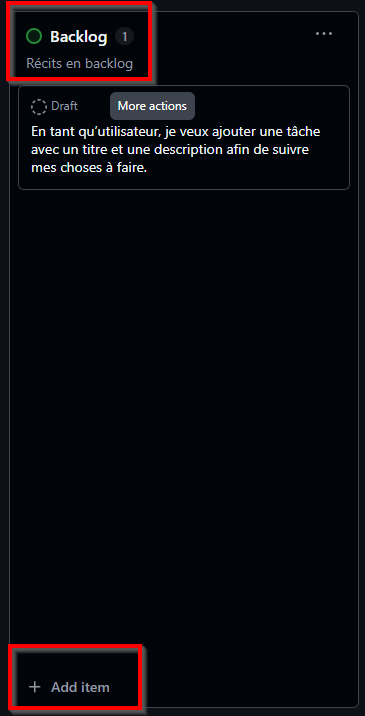 Backlog 1
Récits en backlog
Draft More actions
En tant qu’utilisateur, je veux ajouter une tâche
avec un titre et une description afin de suivre
mes choses à faire.
Add item